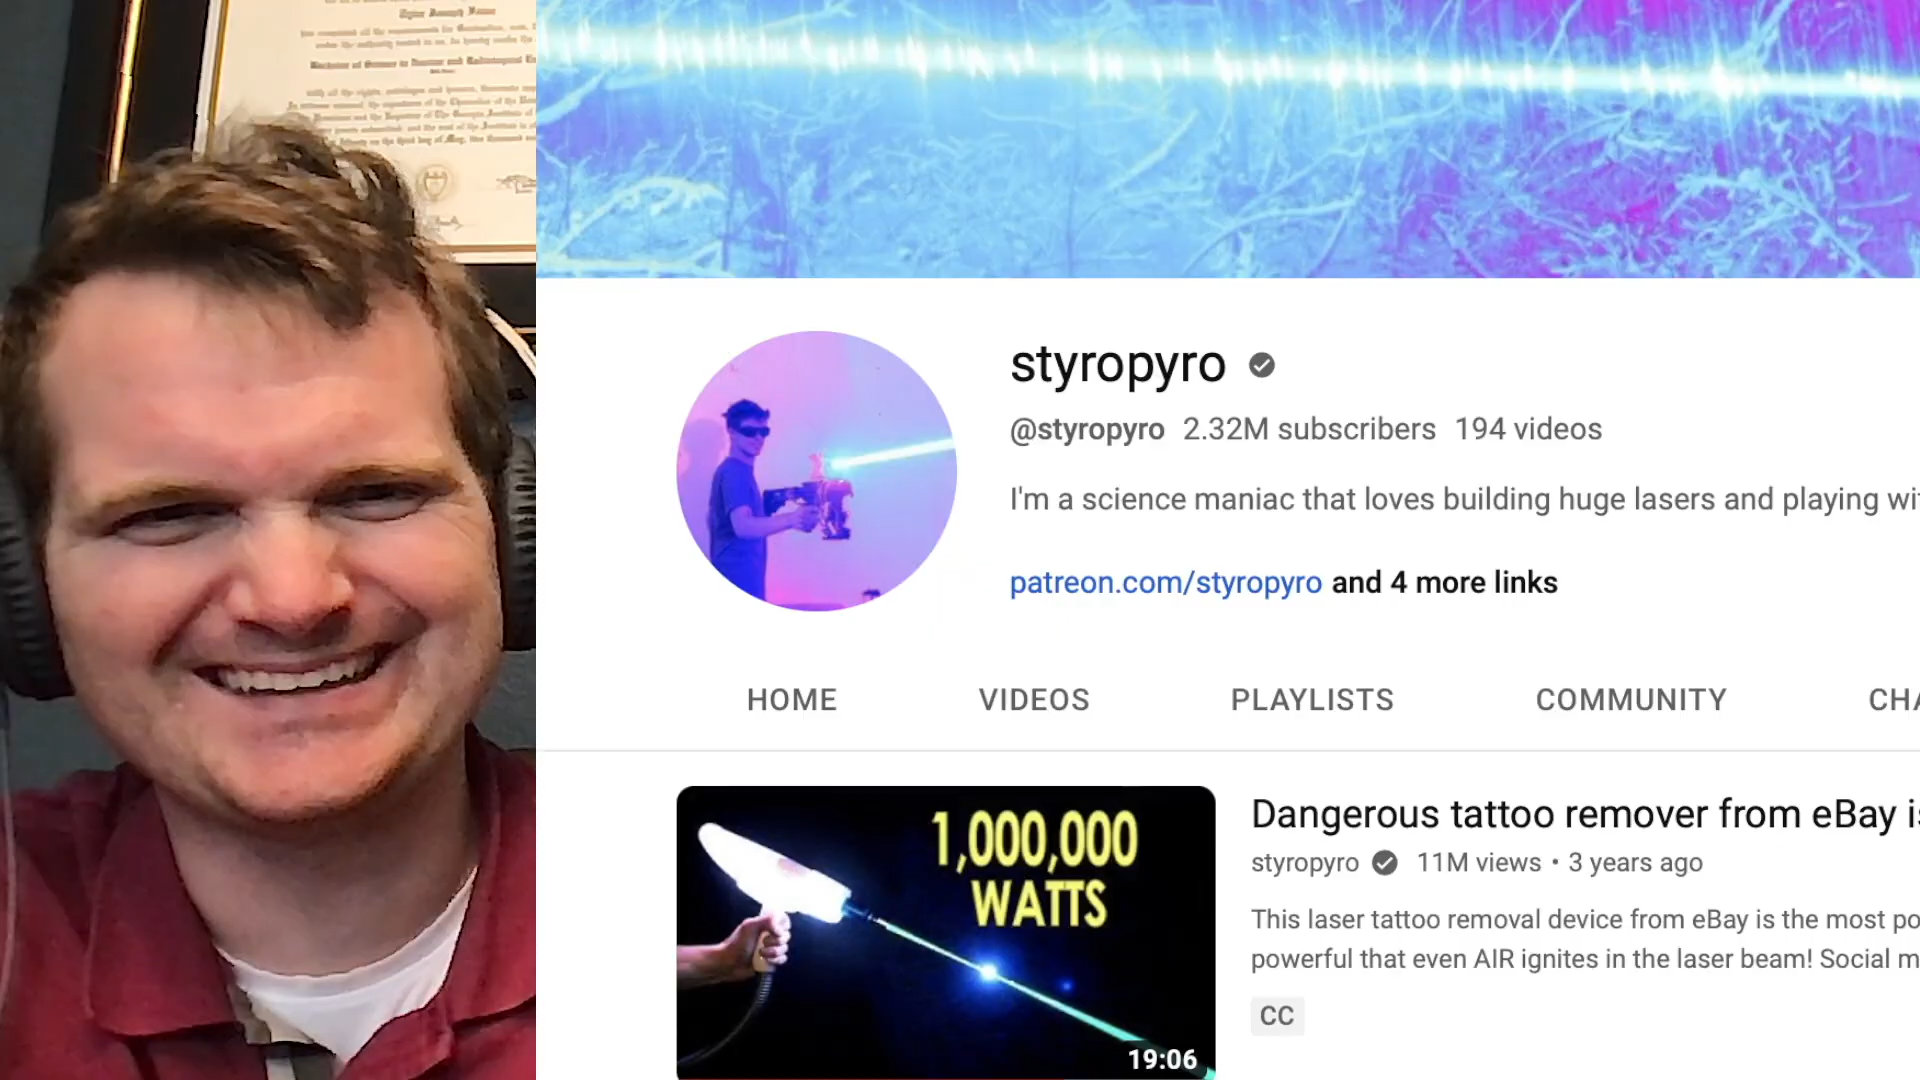 styropyro
@styropyro 2.32M subscribers 194 videos
I'm a science maniac that loves building huge lasers and playing wi
patreon.com/styropyro and 4 more links
HOME VIDEOS PLAYLISTS COMMUNITY CHA
1,000,000
WATTS
19:06
Dangerous tattoo remover from eBay is
styropyro 11M views • 3 years ago
This laser tattoo removal device from eBay is the most po
powerful that even AIR ignites in the laser beam! Social m
CC